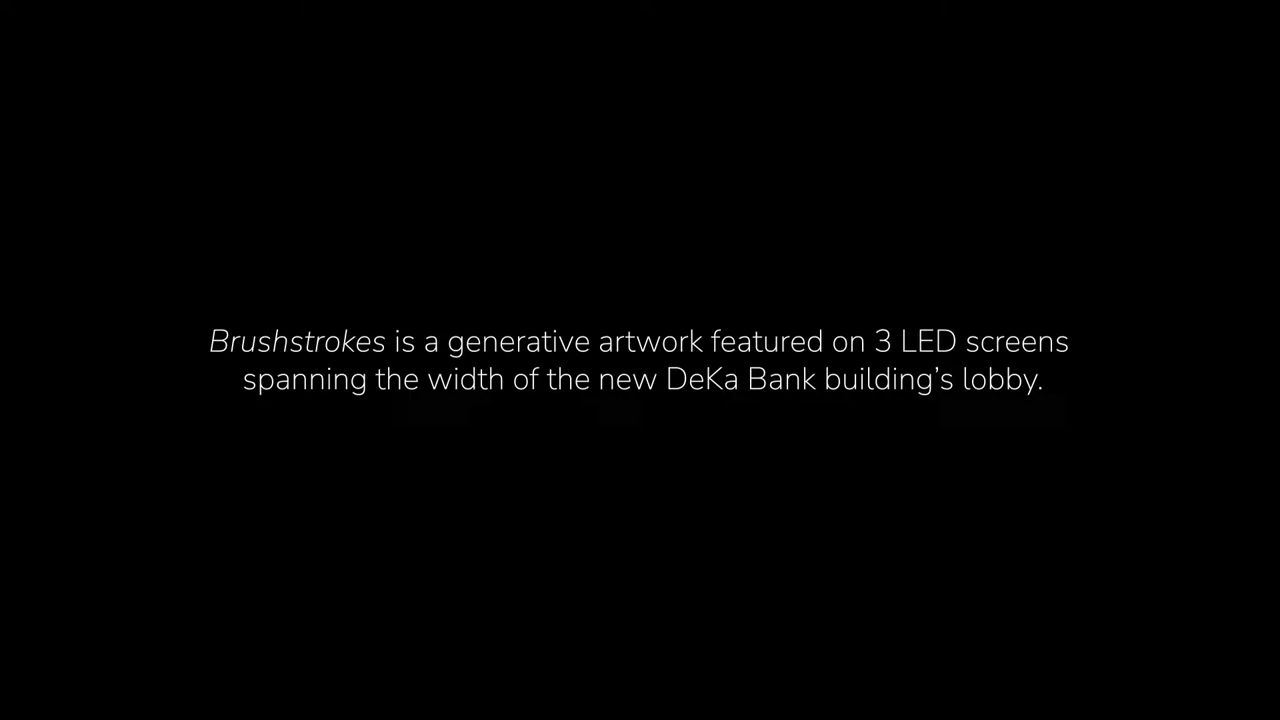 Brushstrokes is a generative artwork featured on 3 LED screens
spanning the width of the new DeKa Bank building’s lobby.